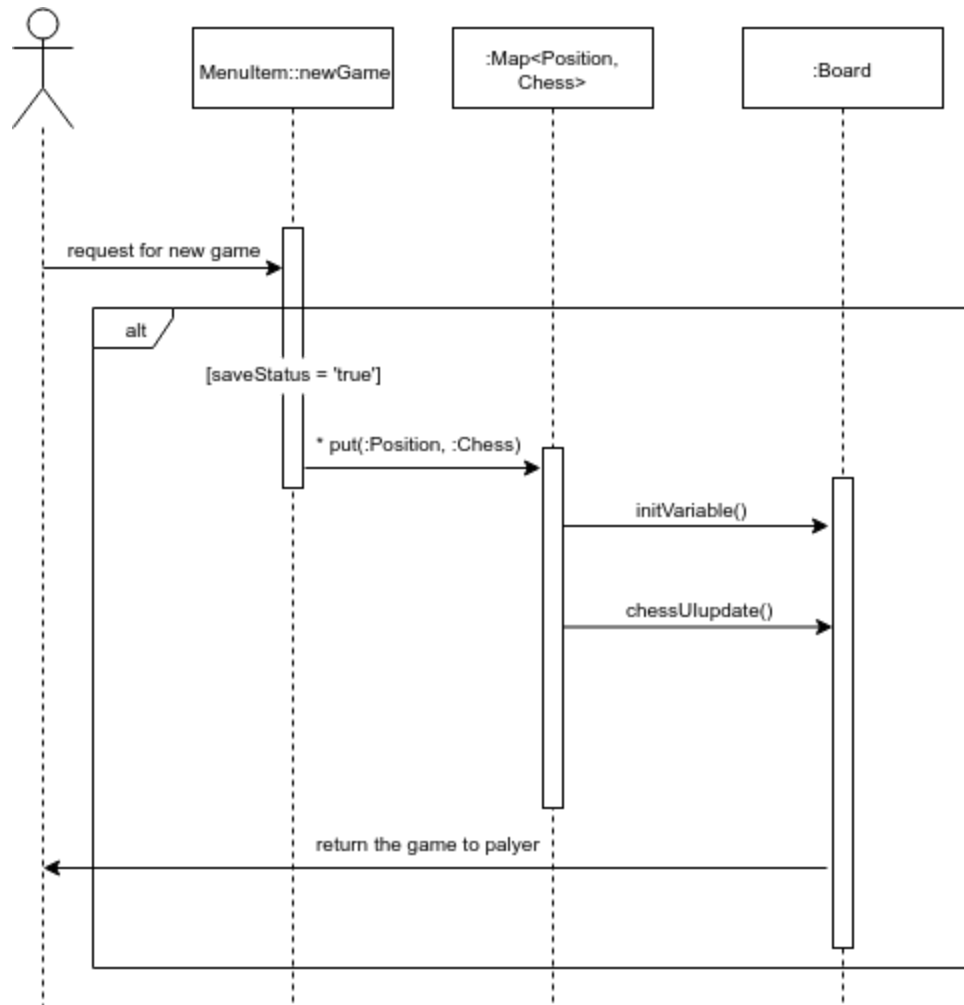 MenuItem::newGame
:Map<Position,
Chess>
:Board
request for new game
alt
[saveStatus = 'true']
* put(:Position, :Chess)
initVariable()
chessUIupdate()
return the game to palyer